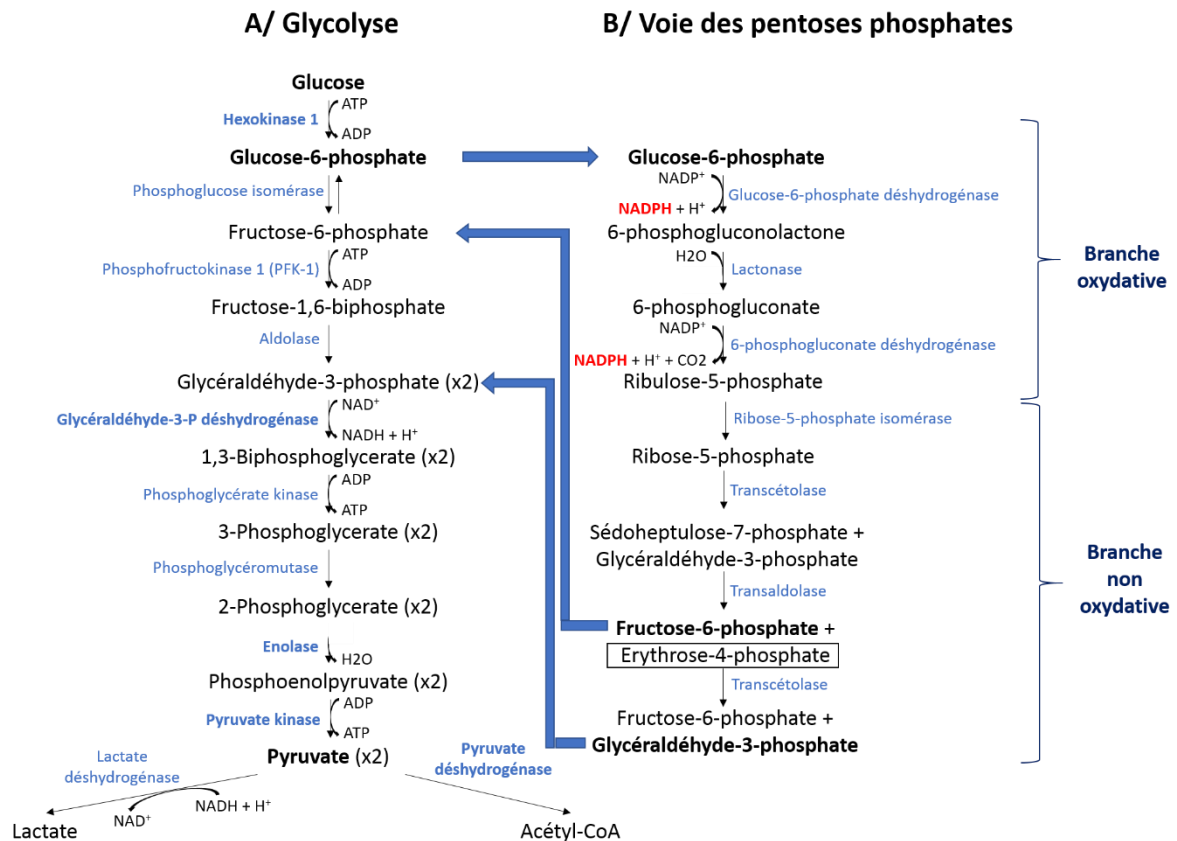 A/ Glycolyse
Glucose
ATP
Hexokinase 1
ADP
Glucose-6-phosphate
Phosphoglucose isomérase
Fructose-6-phosphate
ATP
Phosphofructokinase 1 (PFK-1)
ADP
Fructose-1,6-biphosphate
Aldolase
Glycéraldéhyde-3-phosphate (x2)
NAD⁺
Glycéraldéhyde-3-P déshydrogénase
NADH + H⁺
1,3-Biphosphoglycerate (x2)
ADP
Phosphoglycérate kinase
ATP
3-Phosphoglycerate (x2)
Phosphoglycéromutase
2-Phosphoglycerate (x2)
Enolase
H2O
Phosphoenolpyruvate (x2)
ADP
Pyruvate kinase
ATP
Pyruvate (x2)
Lactate
déshydrogénase
NADH + H⁺
NAD⁺
Lactate
Pyruvate
déshydrogénase
Acétyl-CoA
B/ Voie des pentoses phosphates
Glucose-6-phosphate
NADP⁺
Glucose-6-phosphate déshydrogénase
NADPH + H⁺
6-phosphogluconolactone
H2O
Lactonase
6-phosphogluconate
NADP⁺
6-phosphogluconate déshydrogénase
NADPH + H⁺ + CO2
Ribulose-5-phosphate
Ribose-5-phosphate isomérase
Ribose-5-phosphate
Transcétolase
Sédoheptulose-7-phosphate +
Glycéraldéhyde-3-phosphate
Transaldolase
Fructose-6-phosphate +
Erythrose-4-phosphate
Transcétolase
Fructose-6-phosphate +
Glycéraldéhyde-3-phosphate
Branche
oxydative
Branche
non
oxydative